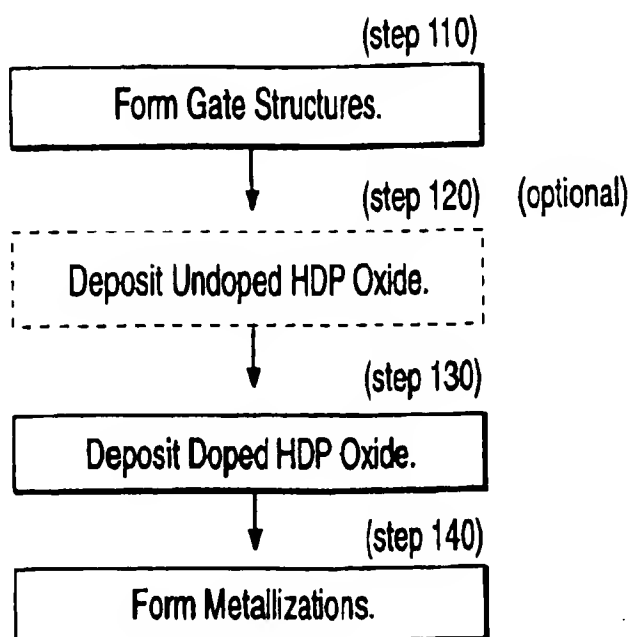 (step 110)
Form Gate Structures.
(step 120) (optional)
Deposit Undoped HDP Oxide.
(step 130)
Deposit Doped HDP Oxide.
(step 140)
Form Metallizations.